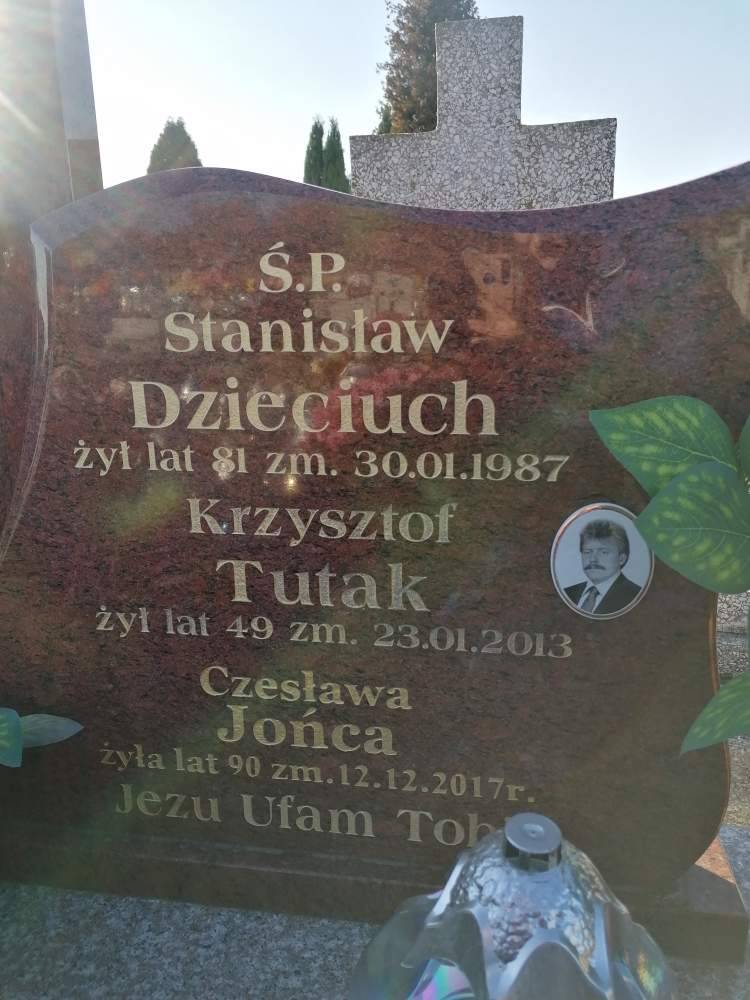 Ś.P.
Stanisław
Dzieciuch
żył lat 81 zm. 30.01.1987
Krzysztof
Tutak
żył lat 49 zm. 23.01.2013
Czesława
Jońca
żyła lat 90 zm.12.12.2017r.
Jezu Ufam